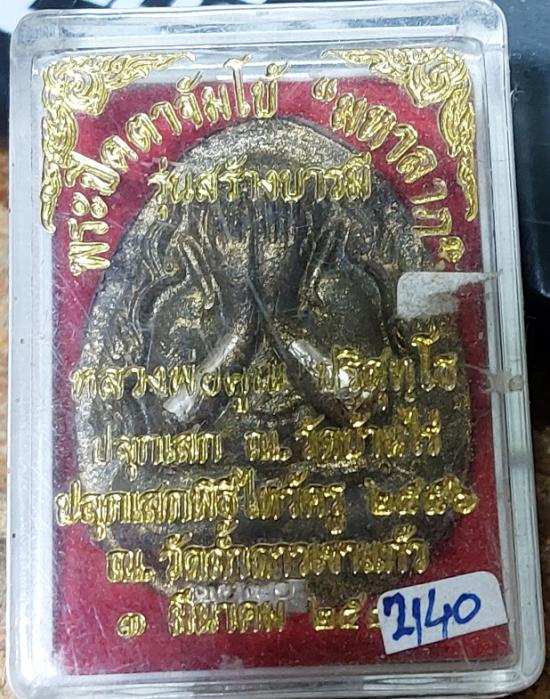 พระปิดตาจัมโบ้ "มหาลาภ"
รุ่นสร้างบารมี
หลวงพ่อคูณ ปริสุทฺโธ
ปลุกเสก ณ. วัดบ้านไร่
ปลุกเสกพิธีไหว้ครู ๒๕๕๖
ณ. วัดถ้ำดาวเขาแก้ว
๑ มีนาคม
2140